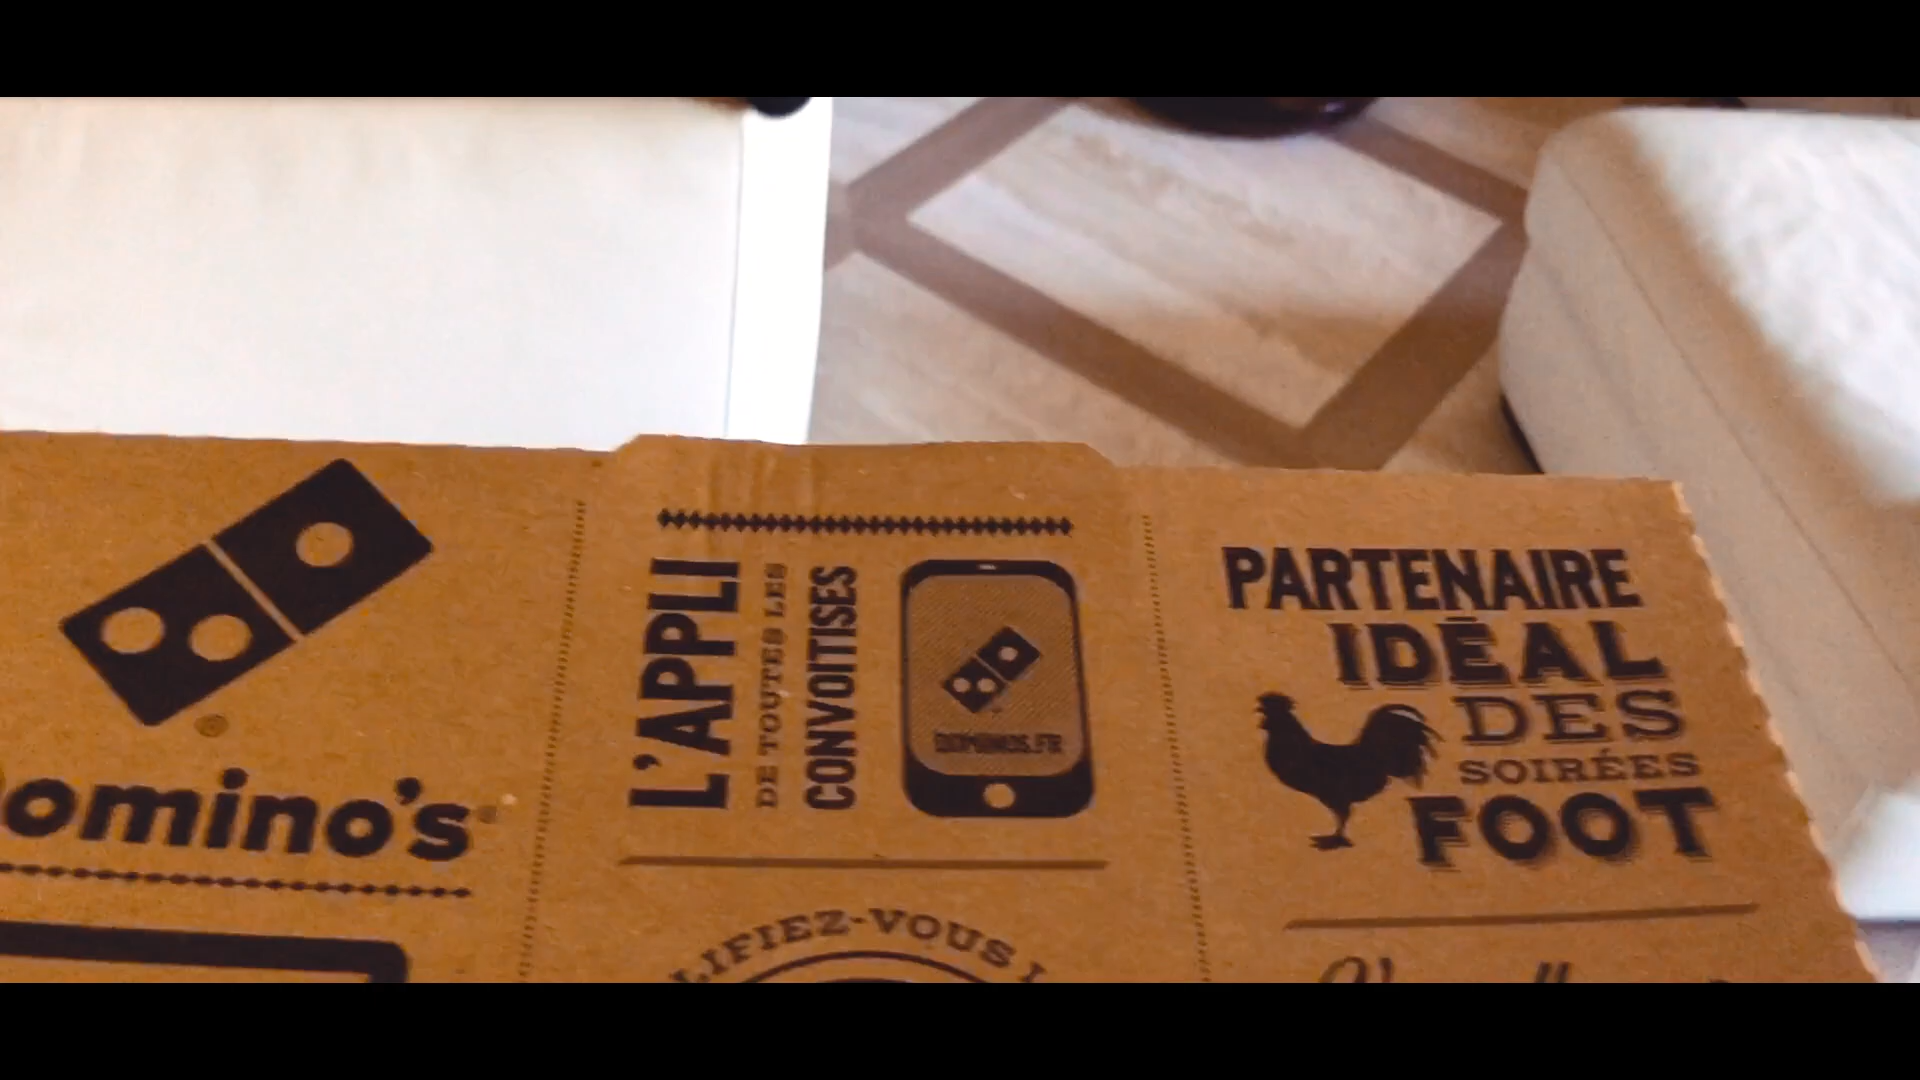 omino's
L'APPLI
DE TOUTES LES
CONVOITISES
DOMINOS.FR
LIFIEZ-VOUS
PARTENAIRE
IDÉAL
DES
SOIRÉES
FOOT